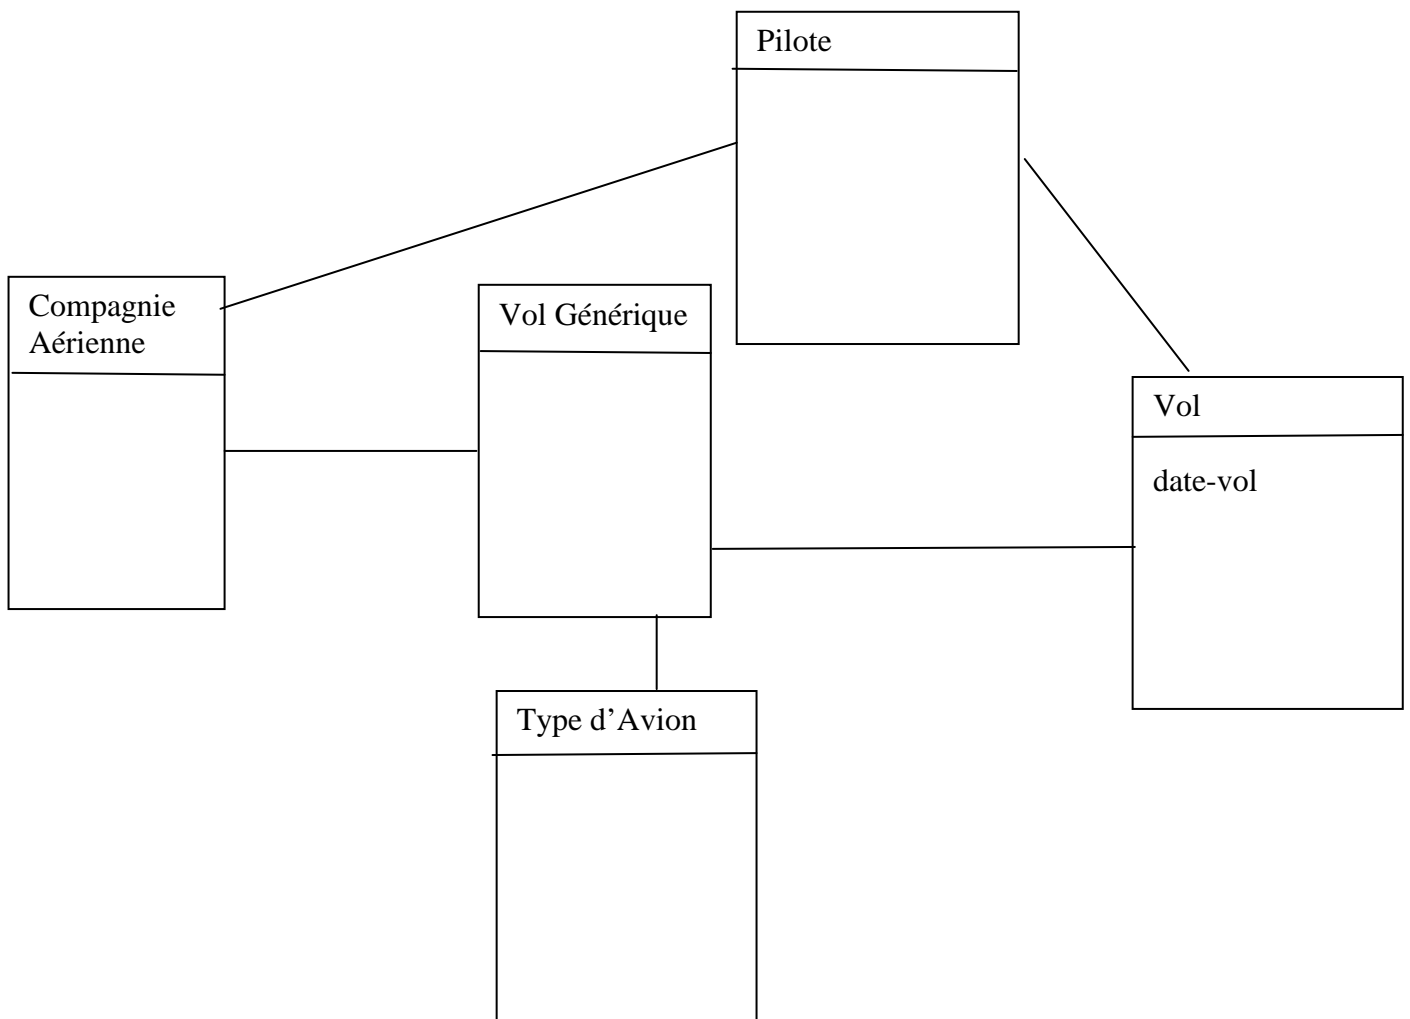 Pilote
Compagnie
Aérienne
Vol Générique
Vol
date-vol
Type d’Avion